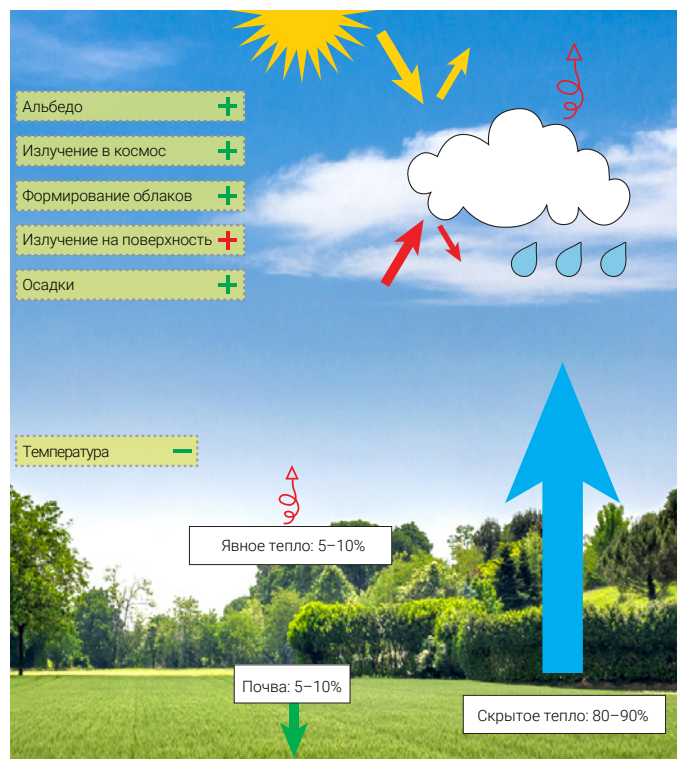 Альбедо +
Излучение в космос +
Формирование облаков +
Излучение на поверхность +
Осадки +
Температура −
Явное тепло: 5–10%
Почва: 5–10%
Скрытое тепло: 80–90%